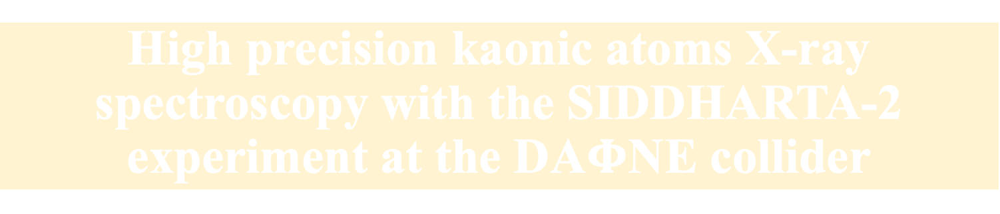 High precision kaonic atoms X-ray
spectroscopy with the SIDDHARTA-2
experiment at the DAΦNE collider